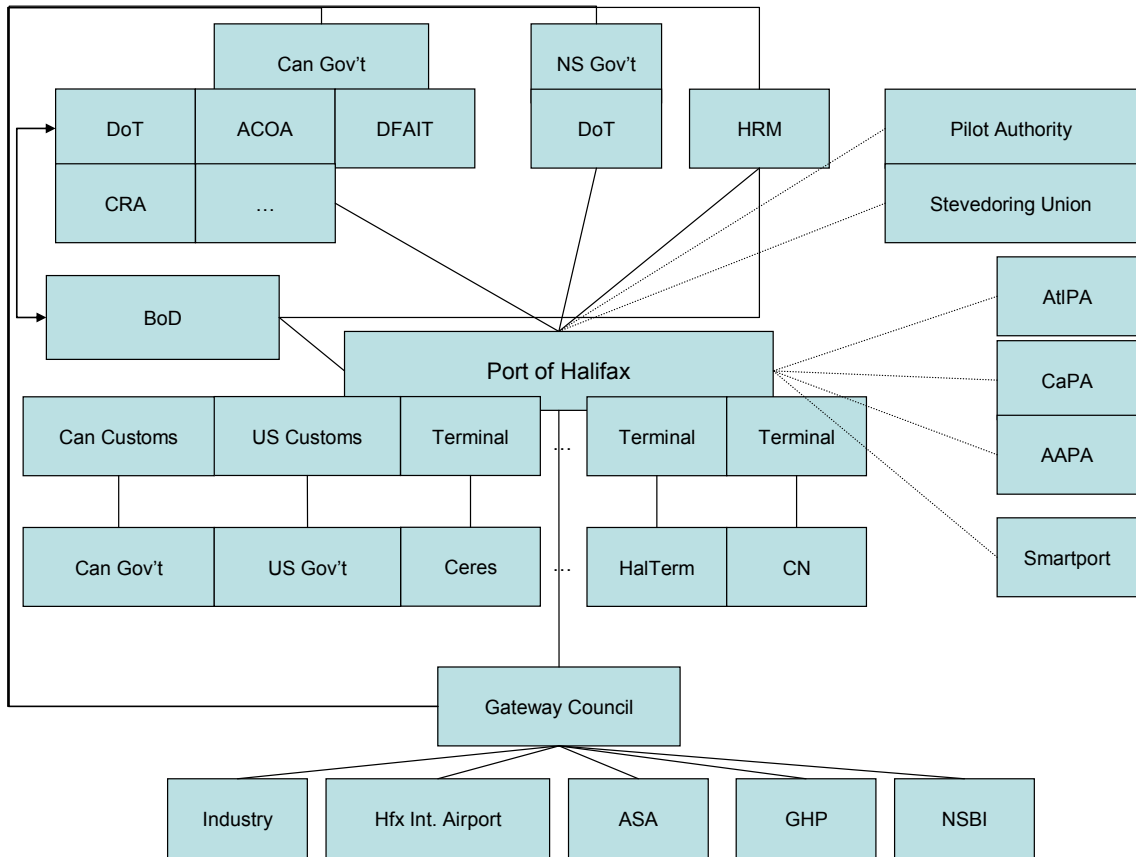 Can Gov't
NS Gov't
DoT
ACOA
DFAIT
DoT
HRM
Pilot Authority
CRA
...
Stevedoring Union
AtlPA
BoD
Port of Halifax
CaPA
Can Customs
US Customs
Terminal
...
Terminal
Terminal
AAPA
Can Gov't
US Gov't
Ceres
...
HalTerm
CN
Smartport
Gateway Council
Industry
Hfx Int. Airport
ASA
GHP
NSBI